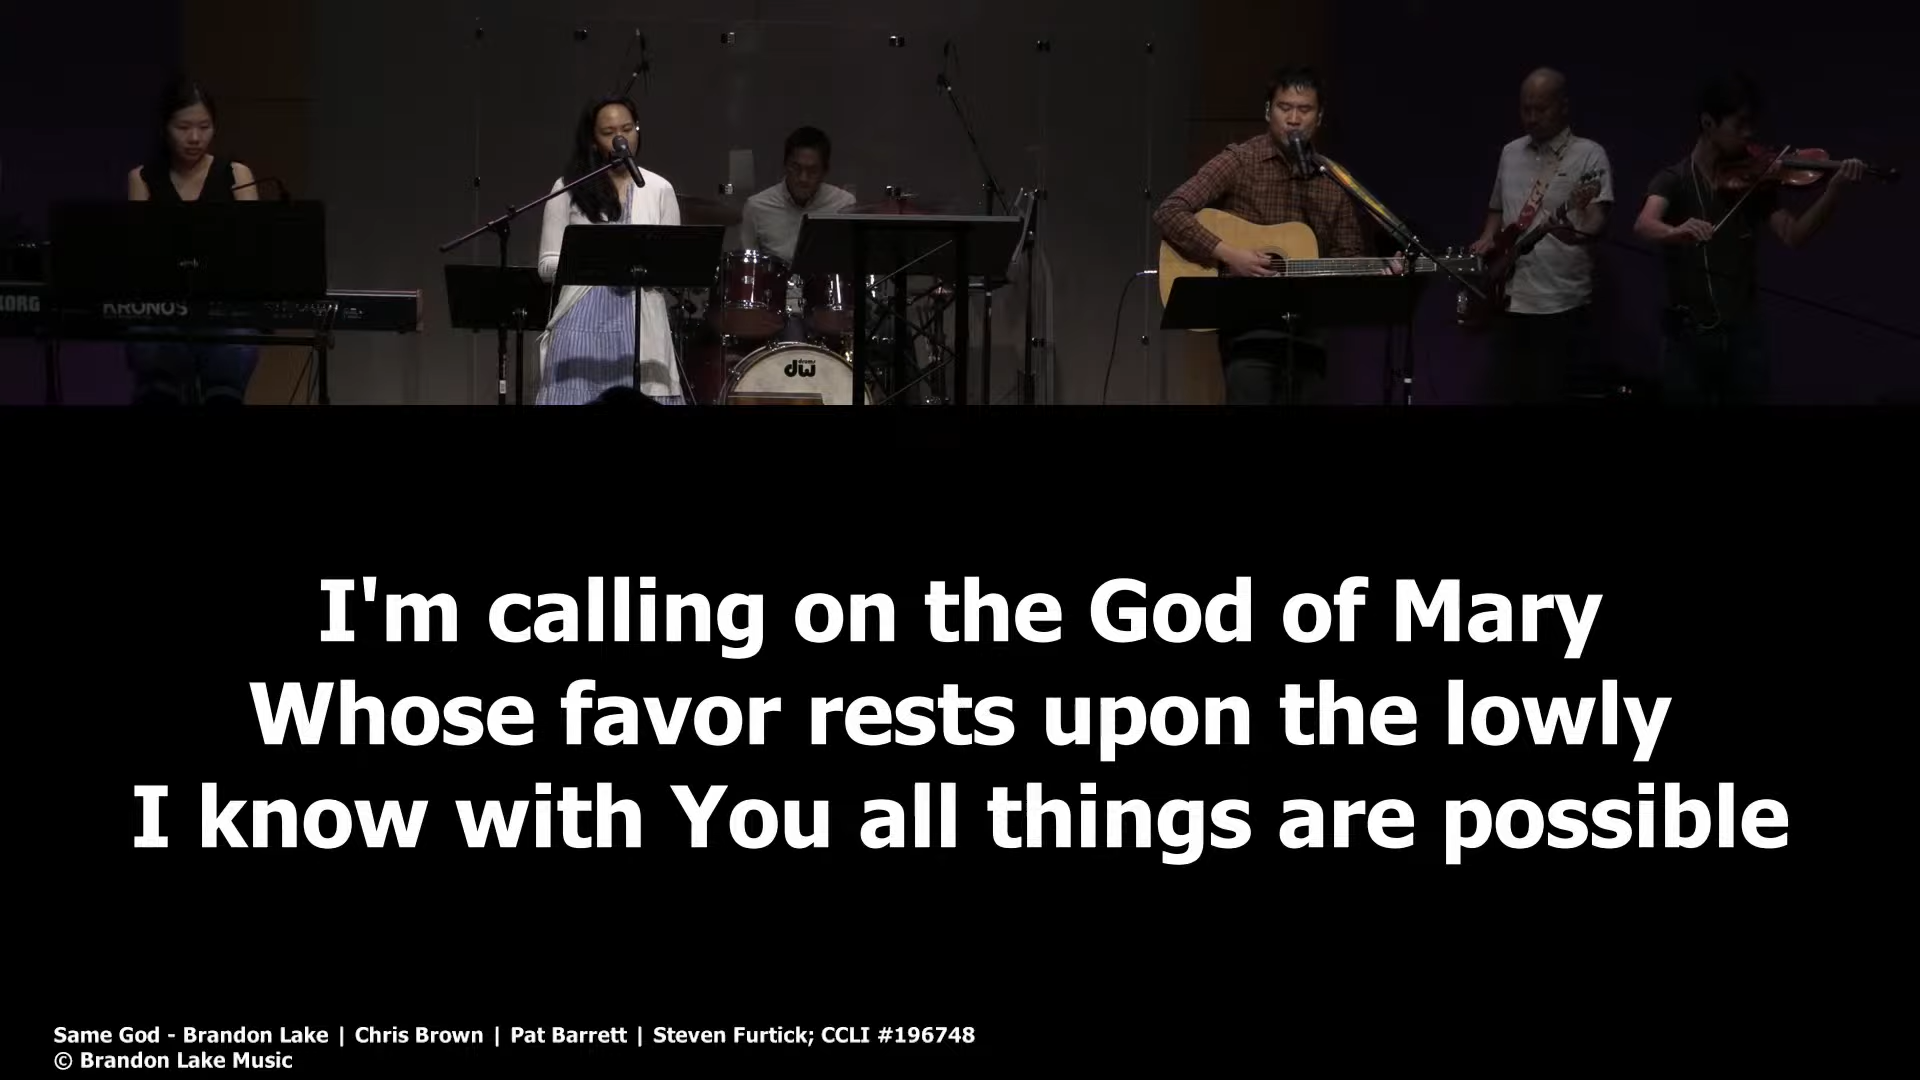 KORG
KRONOS
drums
dw
I'm calling on the God of Mary
Whose favor rests upon the lowly
I know with You all things are possible
Same God - Brandon Lake | Chris Brown | Pat Barrett | Steven Furtick; CCLI #196748
© Brandon Lake Music